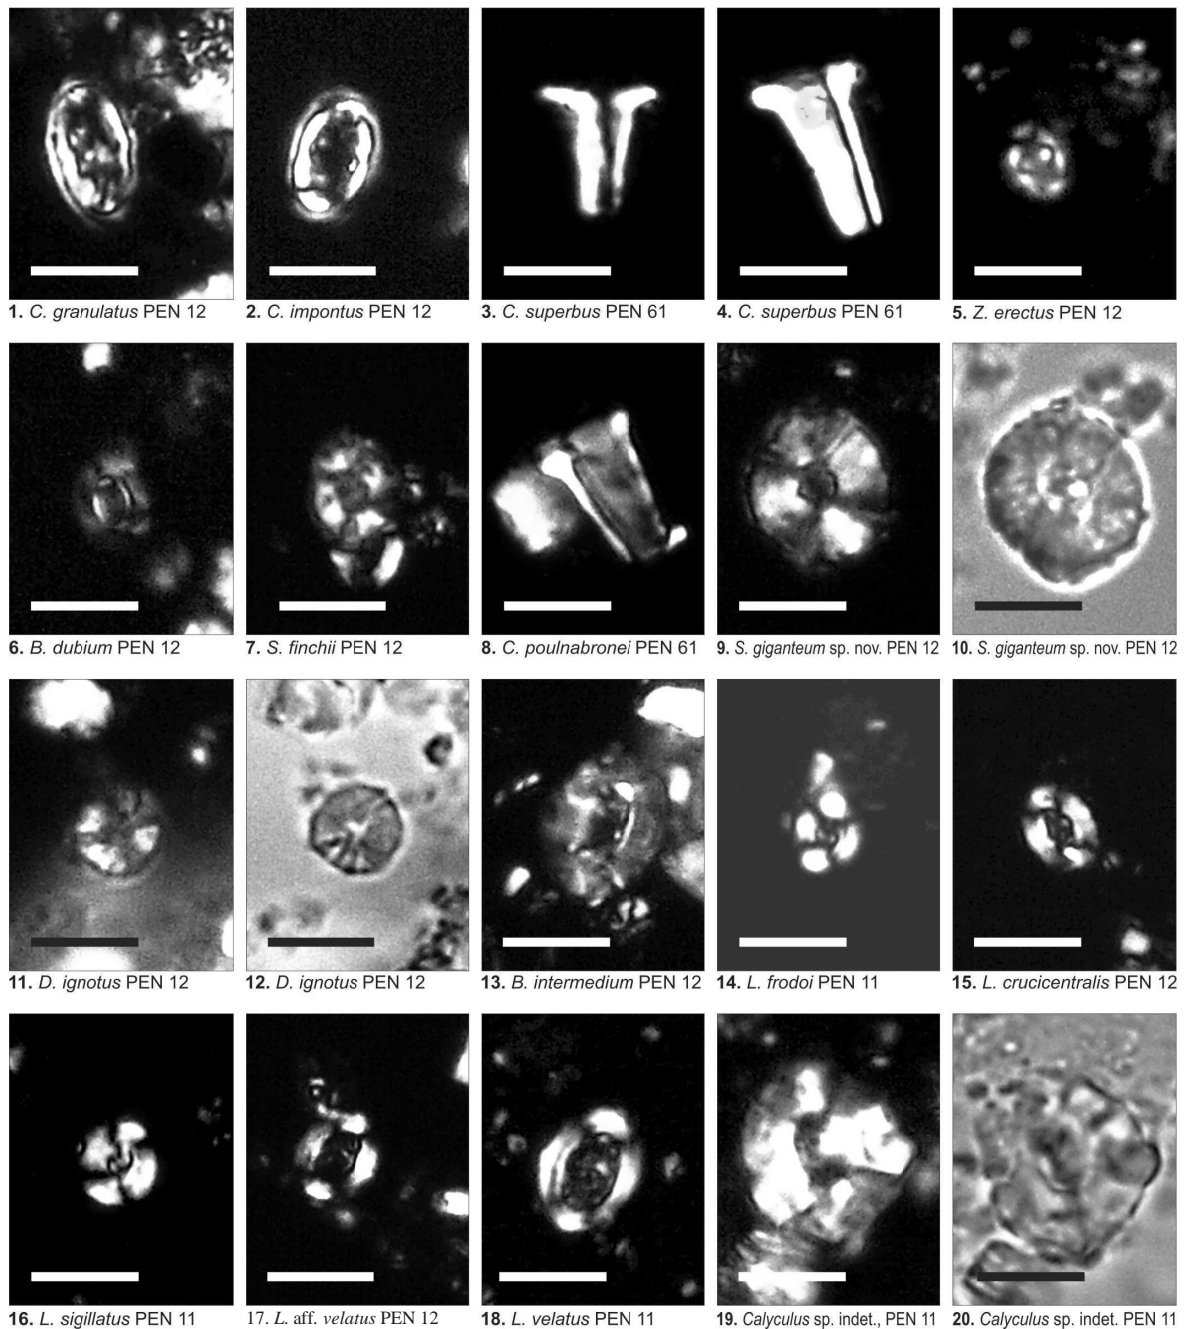 1. C. granulatus PEN 12
2. C. impontus PEN 12
3. C. superbus PEN 61
4. C. superbus PEN 61
5. Z. erectus PEN 12
6. B. dubium PEN 12
7. S. finchii PEN 12
8. C. poulnabronei PEN 61
9. S. giganteum sp. nov. PEN 12
10. S. giganteum sp. nov. PEN 12
11. D. ignotus PEN 12
12. D. ignotus PEN 12
13. B. intermedium PEN 12
14. L. frodoi PEN 11
15. L. crucicentralis PEN 12
16. L. sigillatus PEN 11
17. L. aff. velatus PEN 12
18. L. velatus PEN 11
19. Calyculus sp. indet., PEN 11
20. Calyculus sp. indet. PEN 11